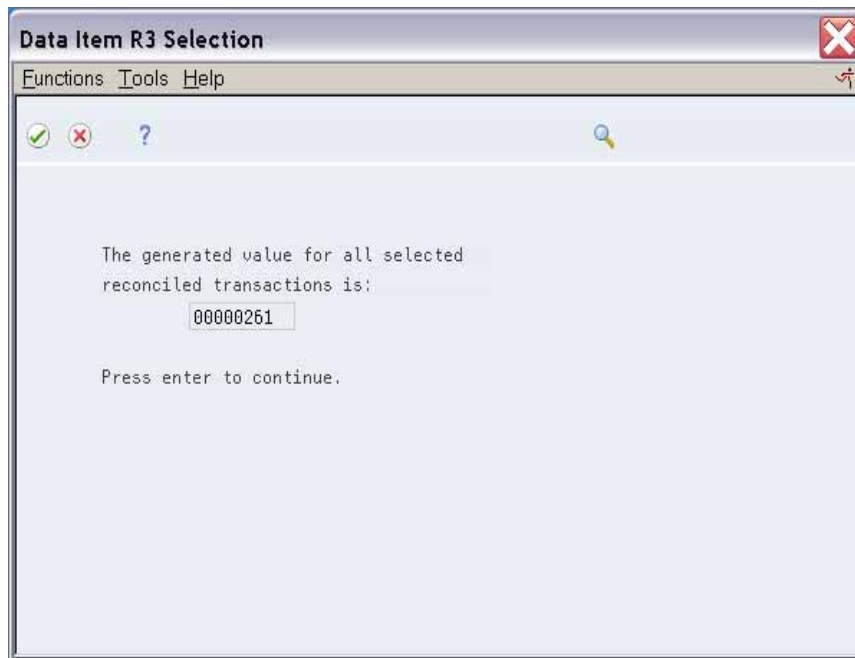 Data Item R3 Selection
Functions Tools Help
?
The generated value for all selected
reconciled transactions is:
00000261
Press enter to continue.